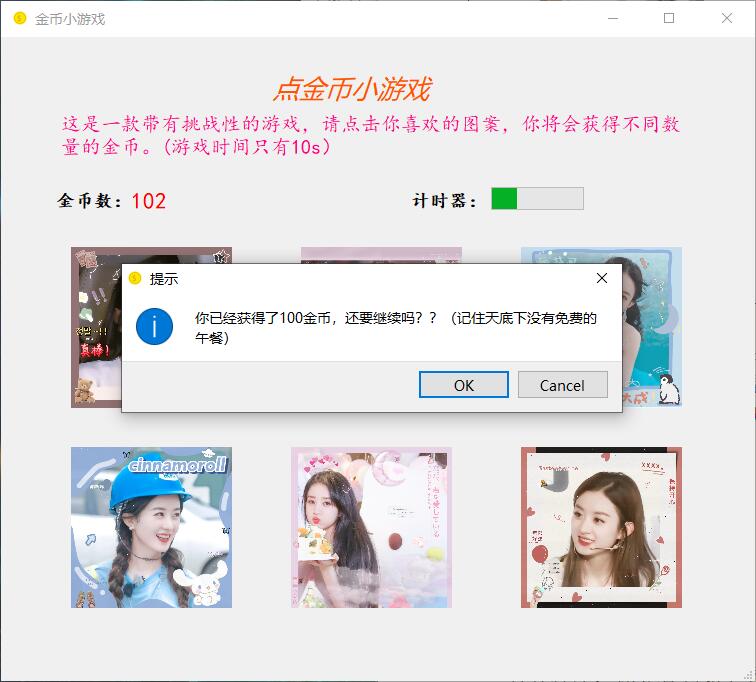 金币小游戏
点金币小游戏
这是一款带有挑战性的游戏，请点击你喜欢的图案，你将会获得不同数
量的金币。(游戏时间只有10s)
金币数：102
计时器：
提示
你已经获得了100金币，还要继续吗？？（记住天底下没有免费的
午餐）
OK
Cancel
真棒!
cinnamoroll